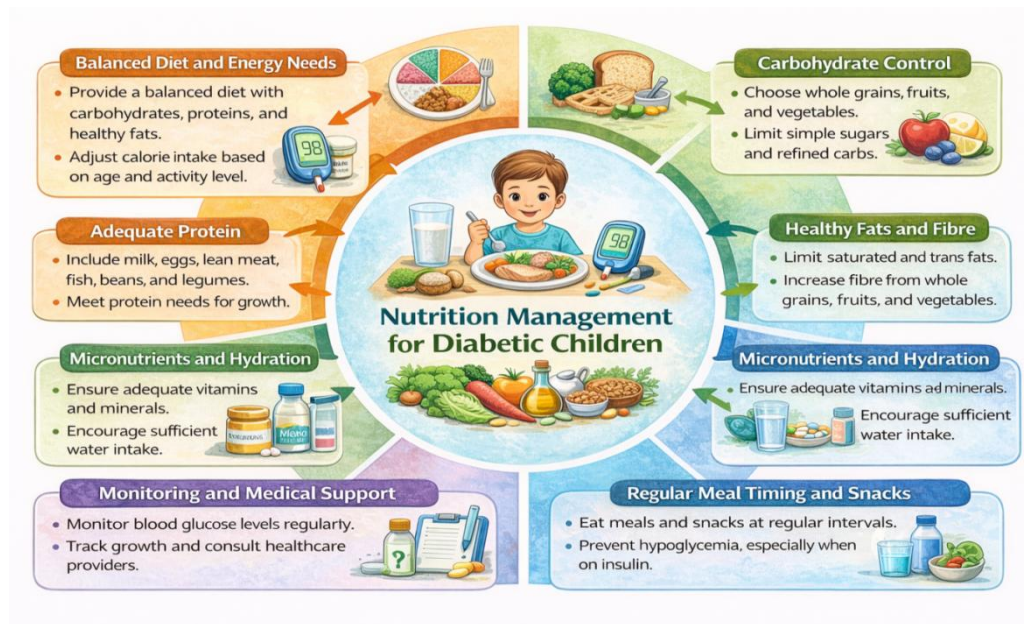 Balanced Diet and Energy Needs
• Provide a balanced diet with
carbohydrates, proteins, and
healthy fats.
• Adjust calorie intake based
on age and activity level.
98
Carbohydrate Control
• Choose whole grains, fruits,
and vegetables.
• Limit simple sugars
and refined carbs.
Adequate Protein
• Include milk, eggs, lean meat,
fish, beans, and legumes.
• Meet protein needs for growth.
98
Healthy Fats and Fibre
• Limit saturated and trans fats.
• Increase fibre from whole
grains, fruits, and vegetables.
Nutrition Management
for Diabetic Children
Micronutrients and Hydration
• Ensure adequate vitamins
and minerals.
• Encourage sufficient
water intake.
Micronutrients and Hydration
• Ensure adequate vitamins ad minerals.
Encourage sufficient
water intake.
Monitoring and Medical Support
• Monitor blood glucose levels regularly.
• Track growth and consult healthcare
providers.
?
Regular Meal Timing and Snacks
• Eat meals and snacks at regular intervals.
• Prevent hypoglycemia, especially when
on insulin.